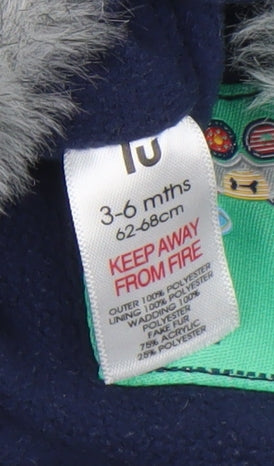 TU
3-6 mths
62-68cm
KEEP AWAY
FROM FIRE
OUTER 100% POLYESTER
LINING 100% POLYESTER
WADDING 100%
POLYESTER
FAKE FUR
75% ACRYLIC
25% POLYESTER